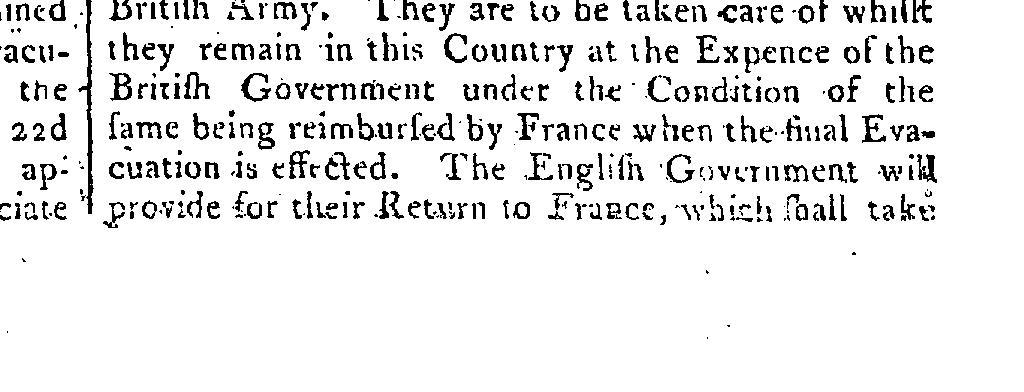 ined
äcu-
the
22d
ap-
ciate
Britiſh Army. They are to be taken care of whilſt
they remain in this Country at the Expence of the
Britiſh Government under the Condition of the
ſame being reimburſed by France when the final Eva-
cuation is effected. The Engliſh Government will
provide for their Return to France, which ſhall take